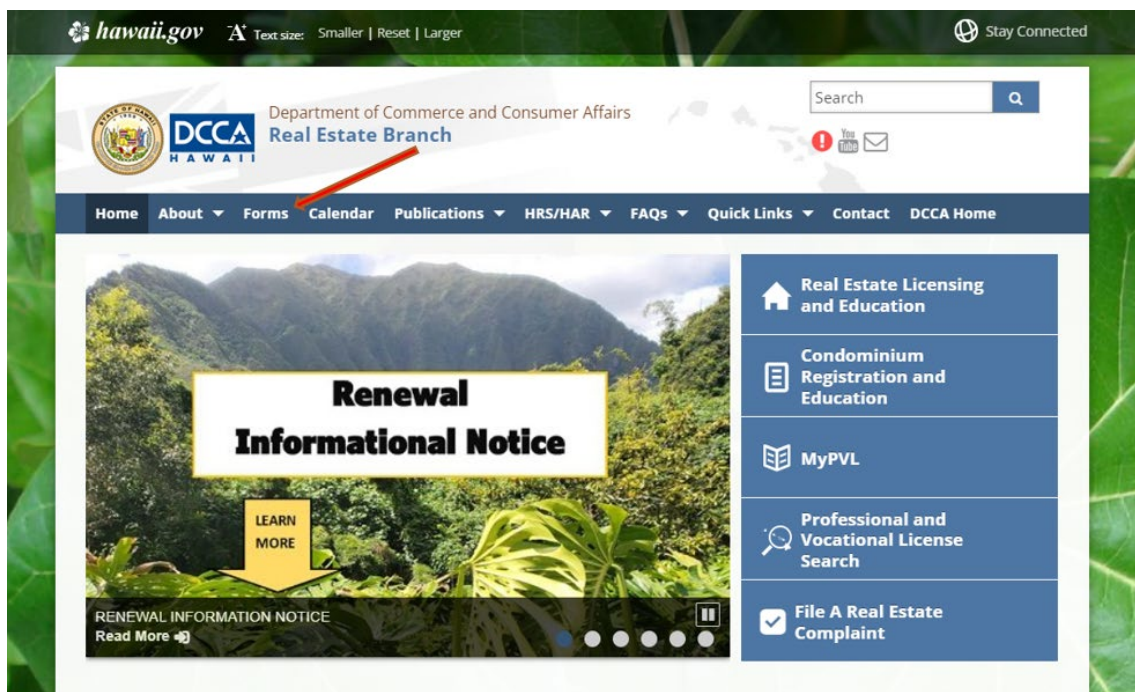 hawaii.gov A Text size: Smaller | Reset | Larger Stay Connected
Department of Commerce and Consumer Affairs
Real Estate Branch
DCCA
HAWAII
Search
You
Tube
Home About Forms Calendar Publications HRS/HAR FAQs Quick Links Contact DCCA Home
Renewal
Informational Notice
LEARN
MORE
RENEWAL INFORMATION NOTICE
Read More
Real Estate Licensing
and Education
Condominium
Registration and
Education
MyPVL
Professional and
Vocational License
Search
File A Real Estate
Complaint